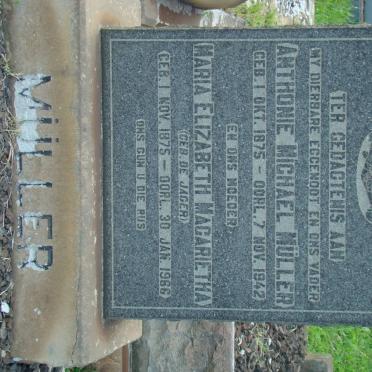 TER GEDAGTENIS AAN
MY DIERBARE EGGENOOT EN ONS VADER
ANTHONIE MICHAEL MÜLLER
GEB. 1 OKT. 1875 — OORL. 7 NOV. 1942
EN ONS MOEDER
MARIA ELIZABETH MAGARIETHA
(GEB. DE JAGER)
GEB. 1 NOV. 1875 — OORL. 30 JAN. 1966
ONS GUN U DIE RUS
MÜLLER